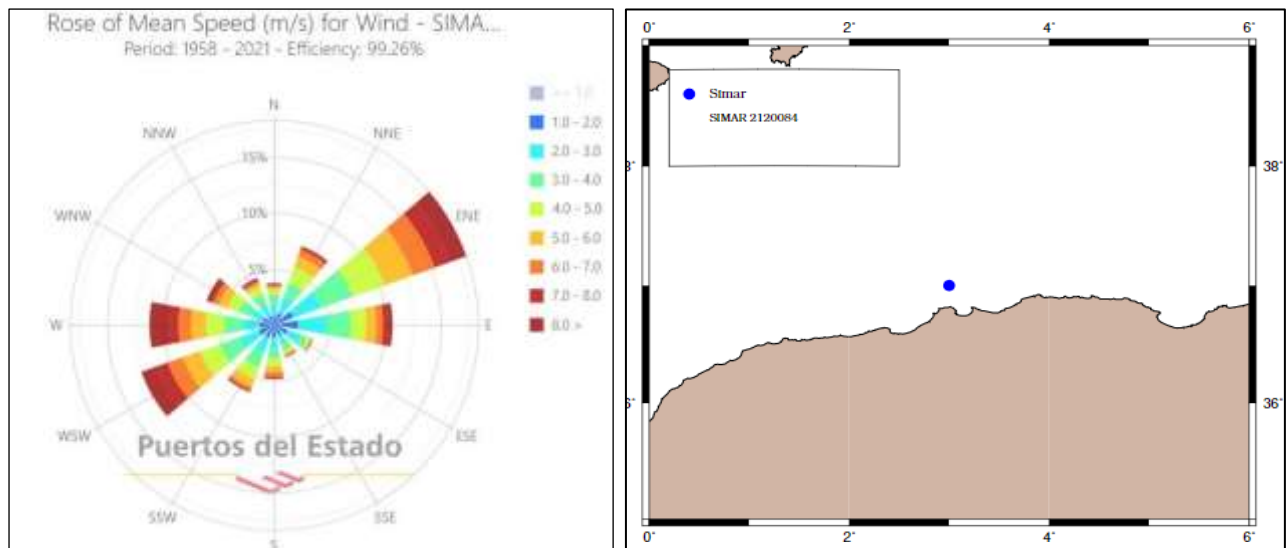 Rose of Mean Speed (m/s) for Wind - SIMA...
Period: 1958 - 2021 - Efficiency: 99.26%
N
NNW
NNE
15%
WNW
10%
ENE
5%
W
E
WSW
ESE
SSW
SSE
S
1.0 - 2.0
2.0 - 3.0
3.0 - 4.0
4.0 - 5.0
5.0 - 6.0
6.0 - 7.0
7.0 - 8.0
8.0 >
Puertos del Estado
0˚ 2˚ 4˚ 6˚
Simar
SIMAR 2120084
38˚
36˚
0˚ 2˚ 4˚ 6˚